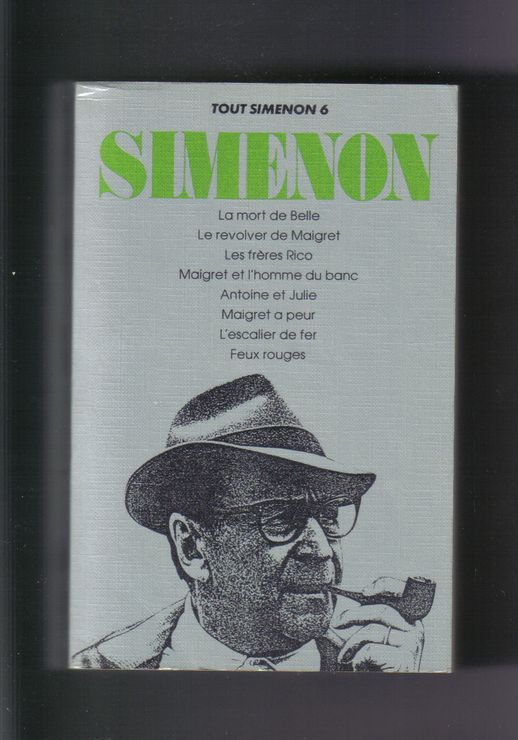 TOUT SIMENON 6
SIMENON
La mort de Belle
Le revolver de Maigret
Les frères Rico
Maigret et l'homme du banc
Antoine et Julie
Maigret a peur
L'escalier de fer
Feux rouges